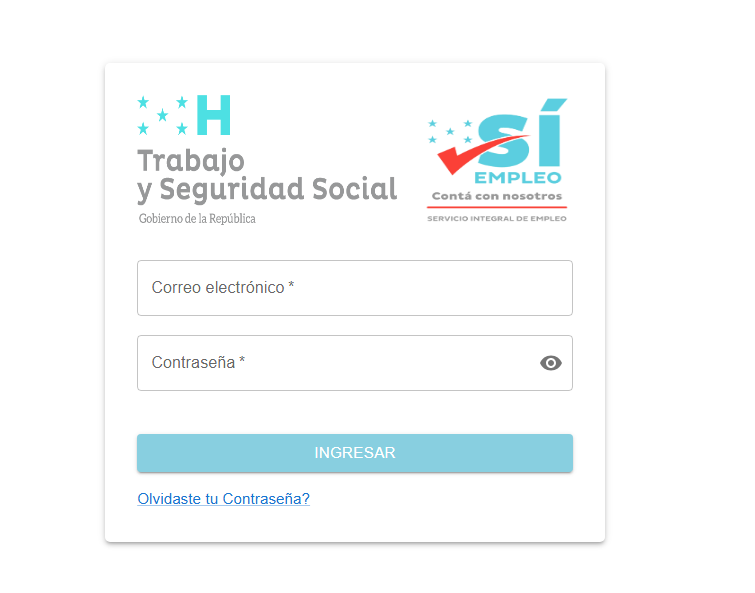 H
Trabajo
y Seguridad Social
Gobierno de la República
SÍ
EMPLEO
Contá con nosotros
SERVICIO INTEGRAL DE EMPLEO
Correo electrónico *
Contraseña *
INGRESAR
Olvidaste tu Contraseña?